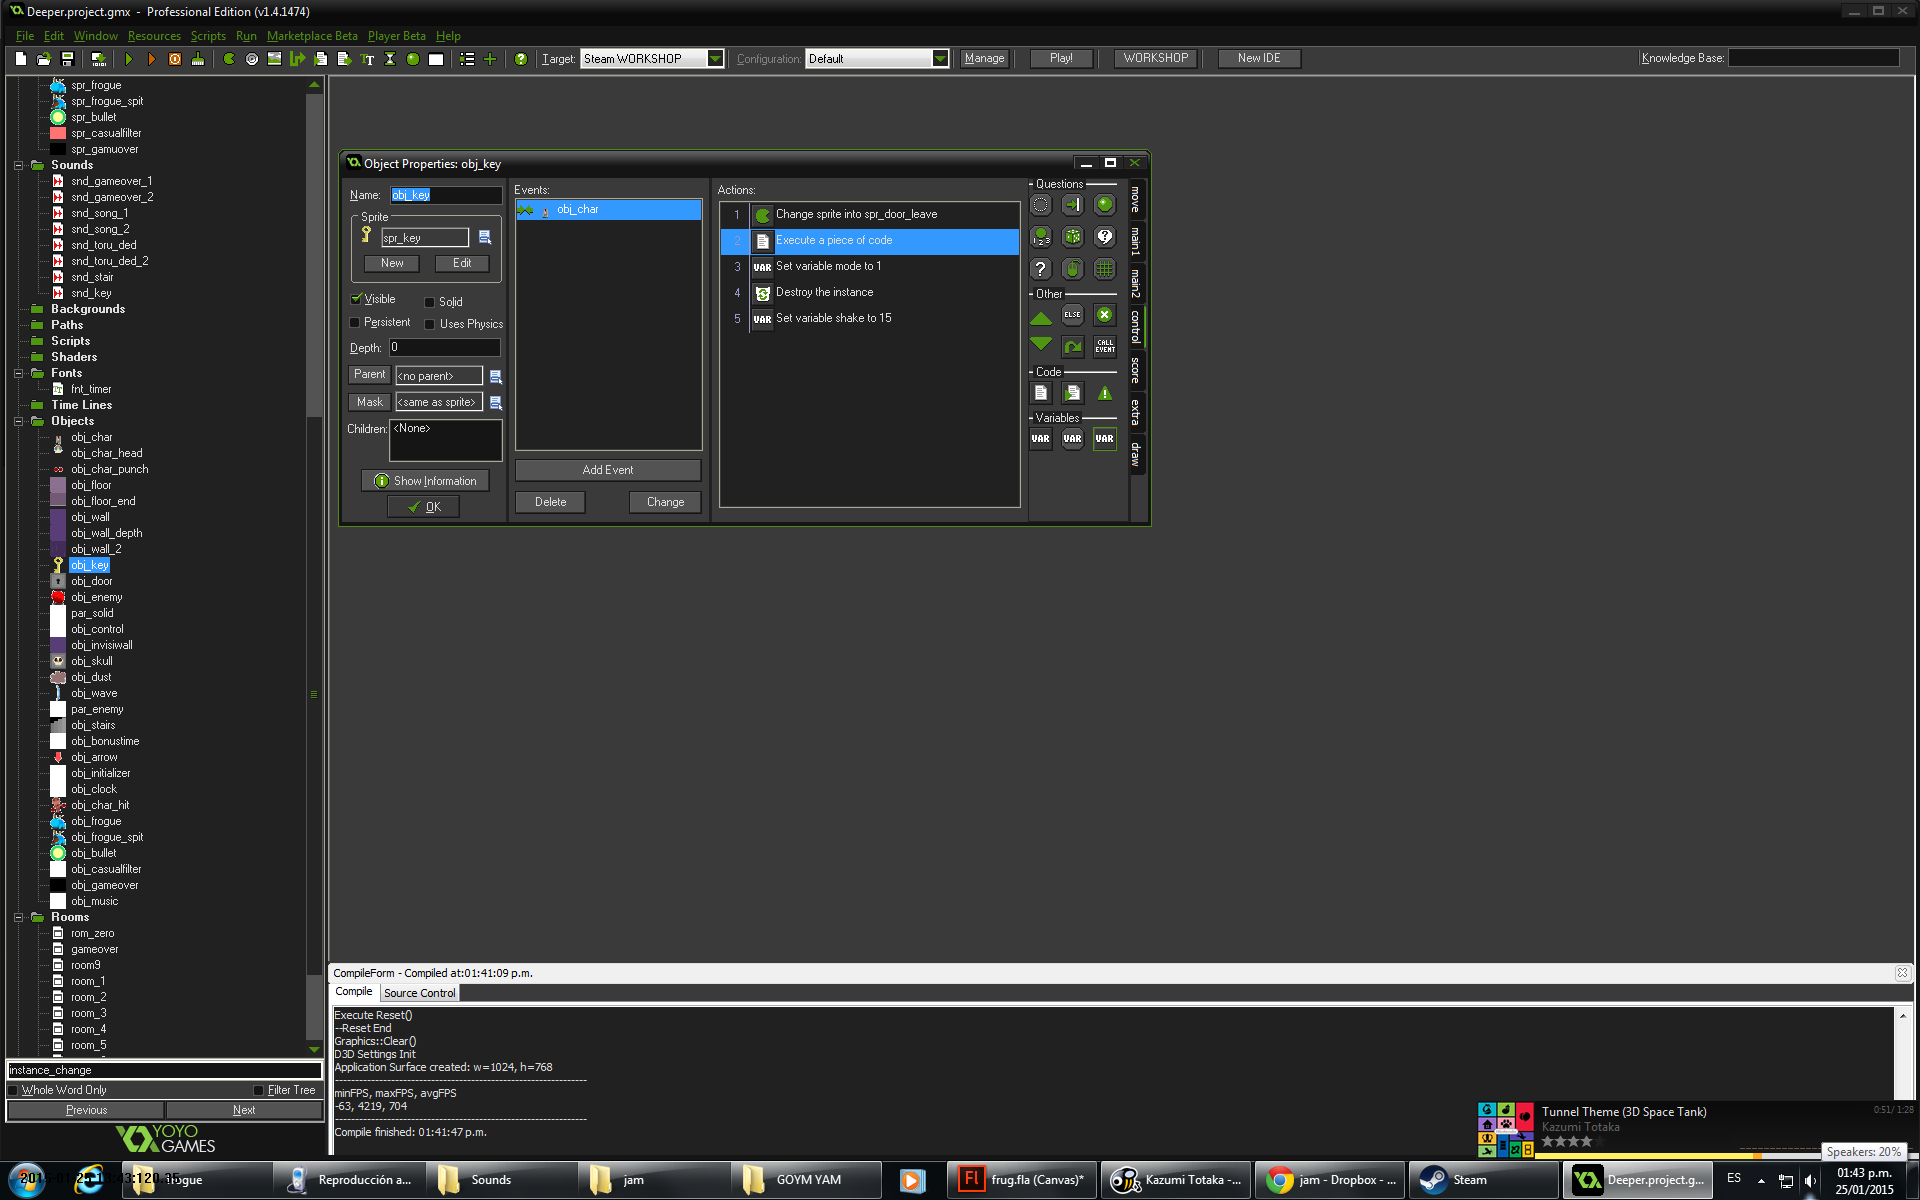 Deeper.project.gmx - Professional Edition (v1.4.1474)
File Edit Window Resources Scripts Run Marketplace Beta Player Beta Help
Target: Steam WORKSHOP Configuration: Default Manage Play! WORKSHOP New IDE Knowledge Base:
spr_frogue
spr_frogue_spit
spr_bullet
spr_casualfilter
spr_gamuover
Sounds
snd_gameover_1
snd_gameover_2
snd_song_1
snd_song_2
snd_toru_ded
snd_toru_ded_2
snd_stair
snd_key
Backgrounds
Paths
Scripts
Shaders
Fonts
fnt_timer
Time Lines
Objects
obj_char
obj_char_head
obj_char_punch
obj_floor
obj_floor_end
obj_wall
obj_wall_depth
obj_wall_2
obj_key
obj_door
obj_enemy
par_solid
obj_control
obj_invisiwall
obj_skull
obj_dust
obj_wave
par_enemy
obj_stairs
obj_bonustime
obj_arrow
obj_initializer
obj_clock
obj_char_hit
obj_frogue
obj_frogue_spit
obj_bullet
obj_casualfilter
obj_gameover
obj_music
Rooms
rom_zero
gameover
room9
room_1
room_2
room_3
room_4
room_5
instance_change
Whole Word Only Filter Tree
Previous Next
YOYO
GAMES
Object Properties: obj_key
Name: obj_key
Sprite
spr_key
New Edit
Visible Solid
Persistent Uses Physics
Depth: 0
Parent <no parent>
Mask <same as sprite>
Children: <None>
Show Information
OK
Events:
obj_char
Add Event
Delete Change
Actions:
1 Change sprite into spr_door_leave
2 Execute a piece of code
3 VAR Set variable mode to 1
4 Destroy the instance
5 VAR Set variable shake to 15
Questions
Other
ELSE
CALL EVENT
Code
Variables
VAR VAR VAR
move
main1
main2
control
score
extra
draw
CompileForm - Compiled at:01:41:09 p.m.
Compile Source Control
Execute Reset()
--Reset End
Graphics::Clear()
D3D Settings Init
Application Surface created: w=1024, h=768
minFPS, maxFPS, avgFPS
-63, 4219, 704
Compile finished: 01:41:47 p.m.
Tunnel Theme (3D Space Tank) 0:51/ 1:28
Kazumi Totaka
Speakers: 20%
Reproducción a... Sounds jam GOYM YAM frug.fla (Canvas)* Kazumi Totaka -... jam - Dropbox - ... Steam Deeper.project.g... ES
01:43 p.m.
25/01/2015